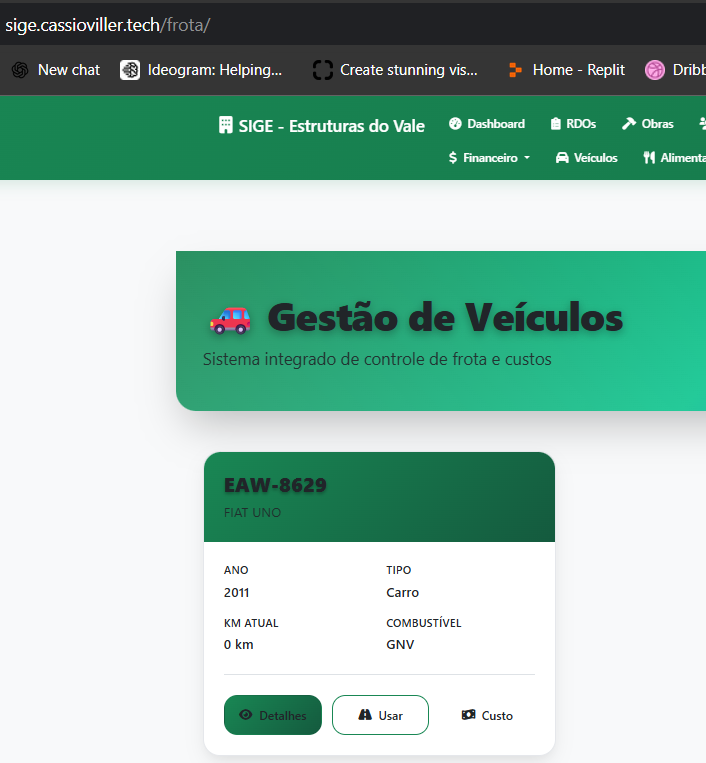 sige.cassioviller.tech/frota/
New chat Ideogram: Helping... Create stunning vis... Home - Replit Dribb
SIGE - Estruturas do Vale Dashboard RDOs Obras
Financeiro Veículos Alimenta
Gestão de Veículos
Sistema integrado de controle de frota e custos
EAW-8629
FIAT UNO
ANO TIPO
2011 Carro
KM ATUAL COMBUSTÍVEL
0 km GNV
Detalhes Usar Custo